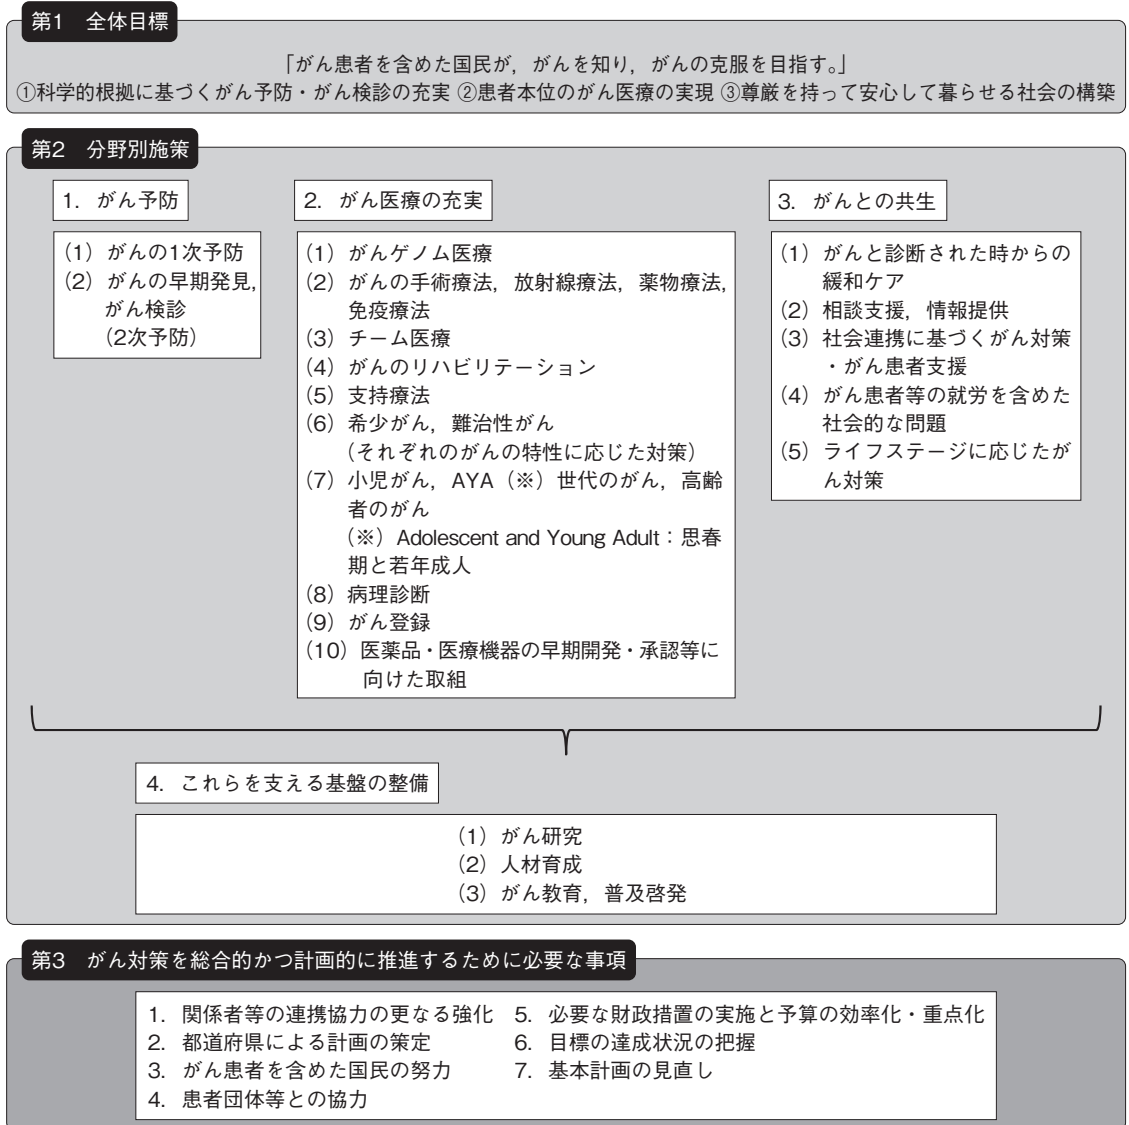 第1　全体目標
「がん患者を含めた国民が，がんを知り，がんの克服を目指す。」
①科学的根拠に基づくがん予防・がん検診の充実 ②患者本位のがん医療の実現 ③尊厳を持って安心して暮らせる社会の構築
第2　分野別施策
1．がん予防
（1）がんの1次予防
（2）がんの早期発見，
がん検診
（2次予防）
2．がん医療の充実
（1）がんゲノム医療
（2）がんの手術療法，放射線療法，薬物療法，
免疫療法
（3）チーム医療
（4）がんのリハビリテーション
（5）支持療法
（6）希少がん，難治性がん
（それぞれのがんの特性に応じた対策）
（7）小児がん，AYA（※）世代のがん，高齢
者のがん
（※）Adolescent and Young Adult：思春
期と若年成人
（8）病理診断
（9）がん登録
（10）医薬品・医療機器の早期開発・承認等に
向けた取組
3．がんとの共生
（1）がんと診断された時からの
緩和ケア
（2）相談支援，情報提供
（3）社会連携に基づくがん対策
・がん患者支援
（4）がん患者等の就労を含めた
社会的な問題
（5）ライフステージに応じたが
ん対策
4．これらを支える基盤の整備
（1）がん研究
（2）人材育成
（3）がん教育，普及啓発
第3　がん対策を総合的かつ計画的に推進するために必要な事項
1．関係者等の連携協力の更なる強化
2．都道府県による計画の策定
3．がん患者を含めた国民の努力
4．患者団体等との協力
5．必要な財政措置の実施と予算の効率化・重点化
6．目標の達成状況の把握
7．基本計画の見直し